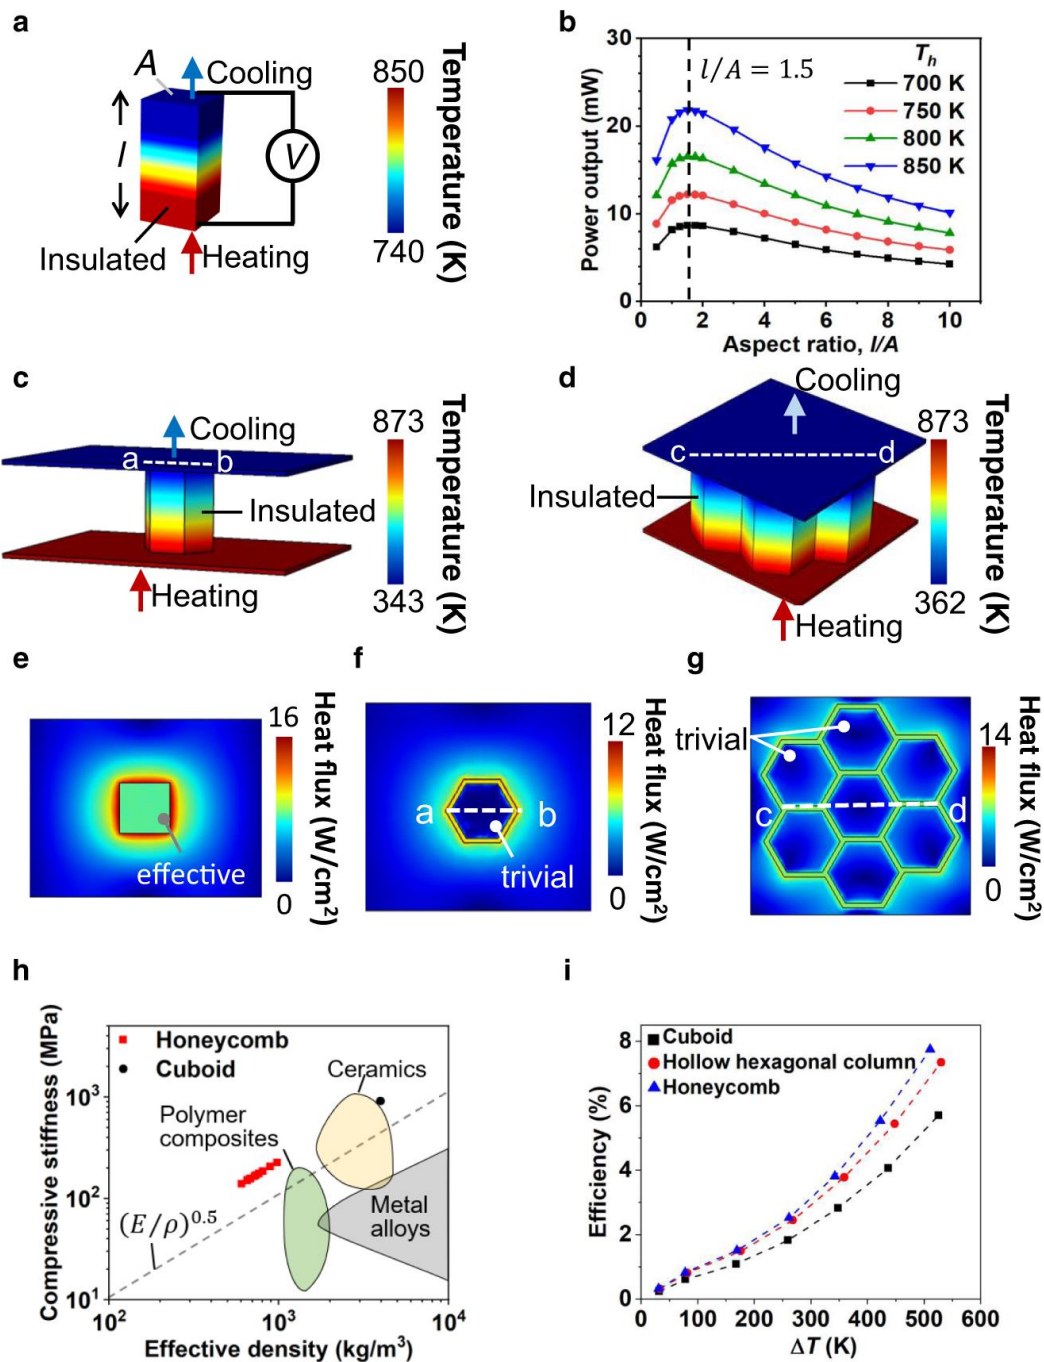 a
A
Cooling
l
V
Insulated
Heating
850
740
Temperature (K)
b
30
20
10
0
Power output (mW)
l/A = 1.5
T_h
700 K
750 K
800 K
850 K
0
2
4
6
8
10
Aspect ratio, l/A
c
Cooling
a
b
Insulated
Heating
873
343
Temperature (K)
d
Cooling
c
d
Insulated
Heating
873
362
Temperature (K)
e
effective
16
0
Heat flux (W/cm²)
f
a
b
trivial
12
0
Heat flux (W/cm²)
g
trivial
c
d
14
0
Heat flux (W/cm²)
h
Compressive stiffness (MPa)
10³
10²
10¹
Honeycomb
Cuboid
Ceramics
Polymer
composites
Metal
alloys
(E/ρ)^0.5
10²
10³
10⁴
Effective density (kg/m³)
i
Efficiency (%)
8
6
4
2
0
Cuboid
Hollow hexagonal column
Honeycomb
0
100
200
300
400
500
600
ΔT (K)